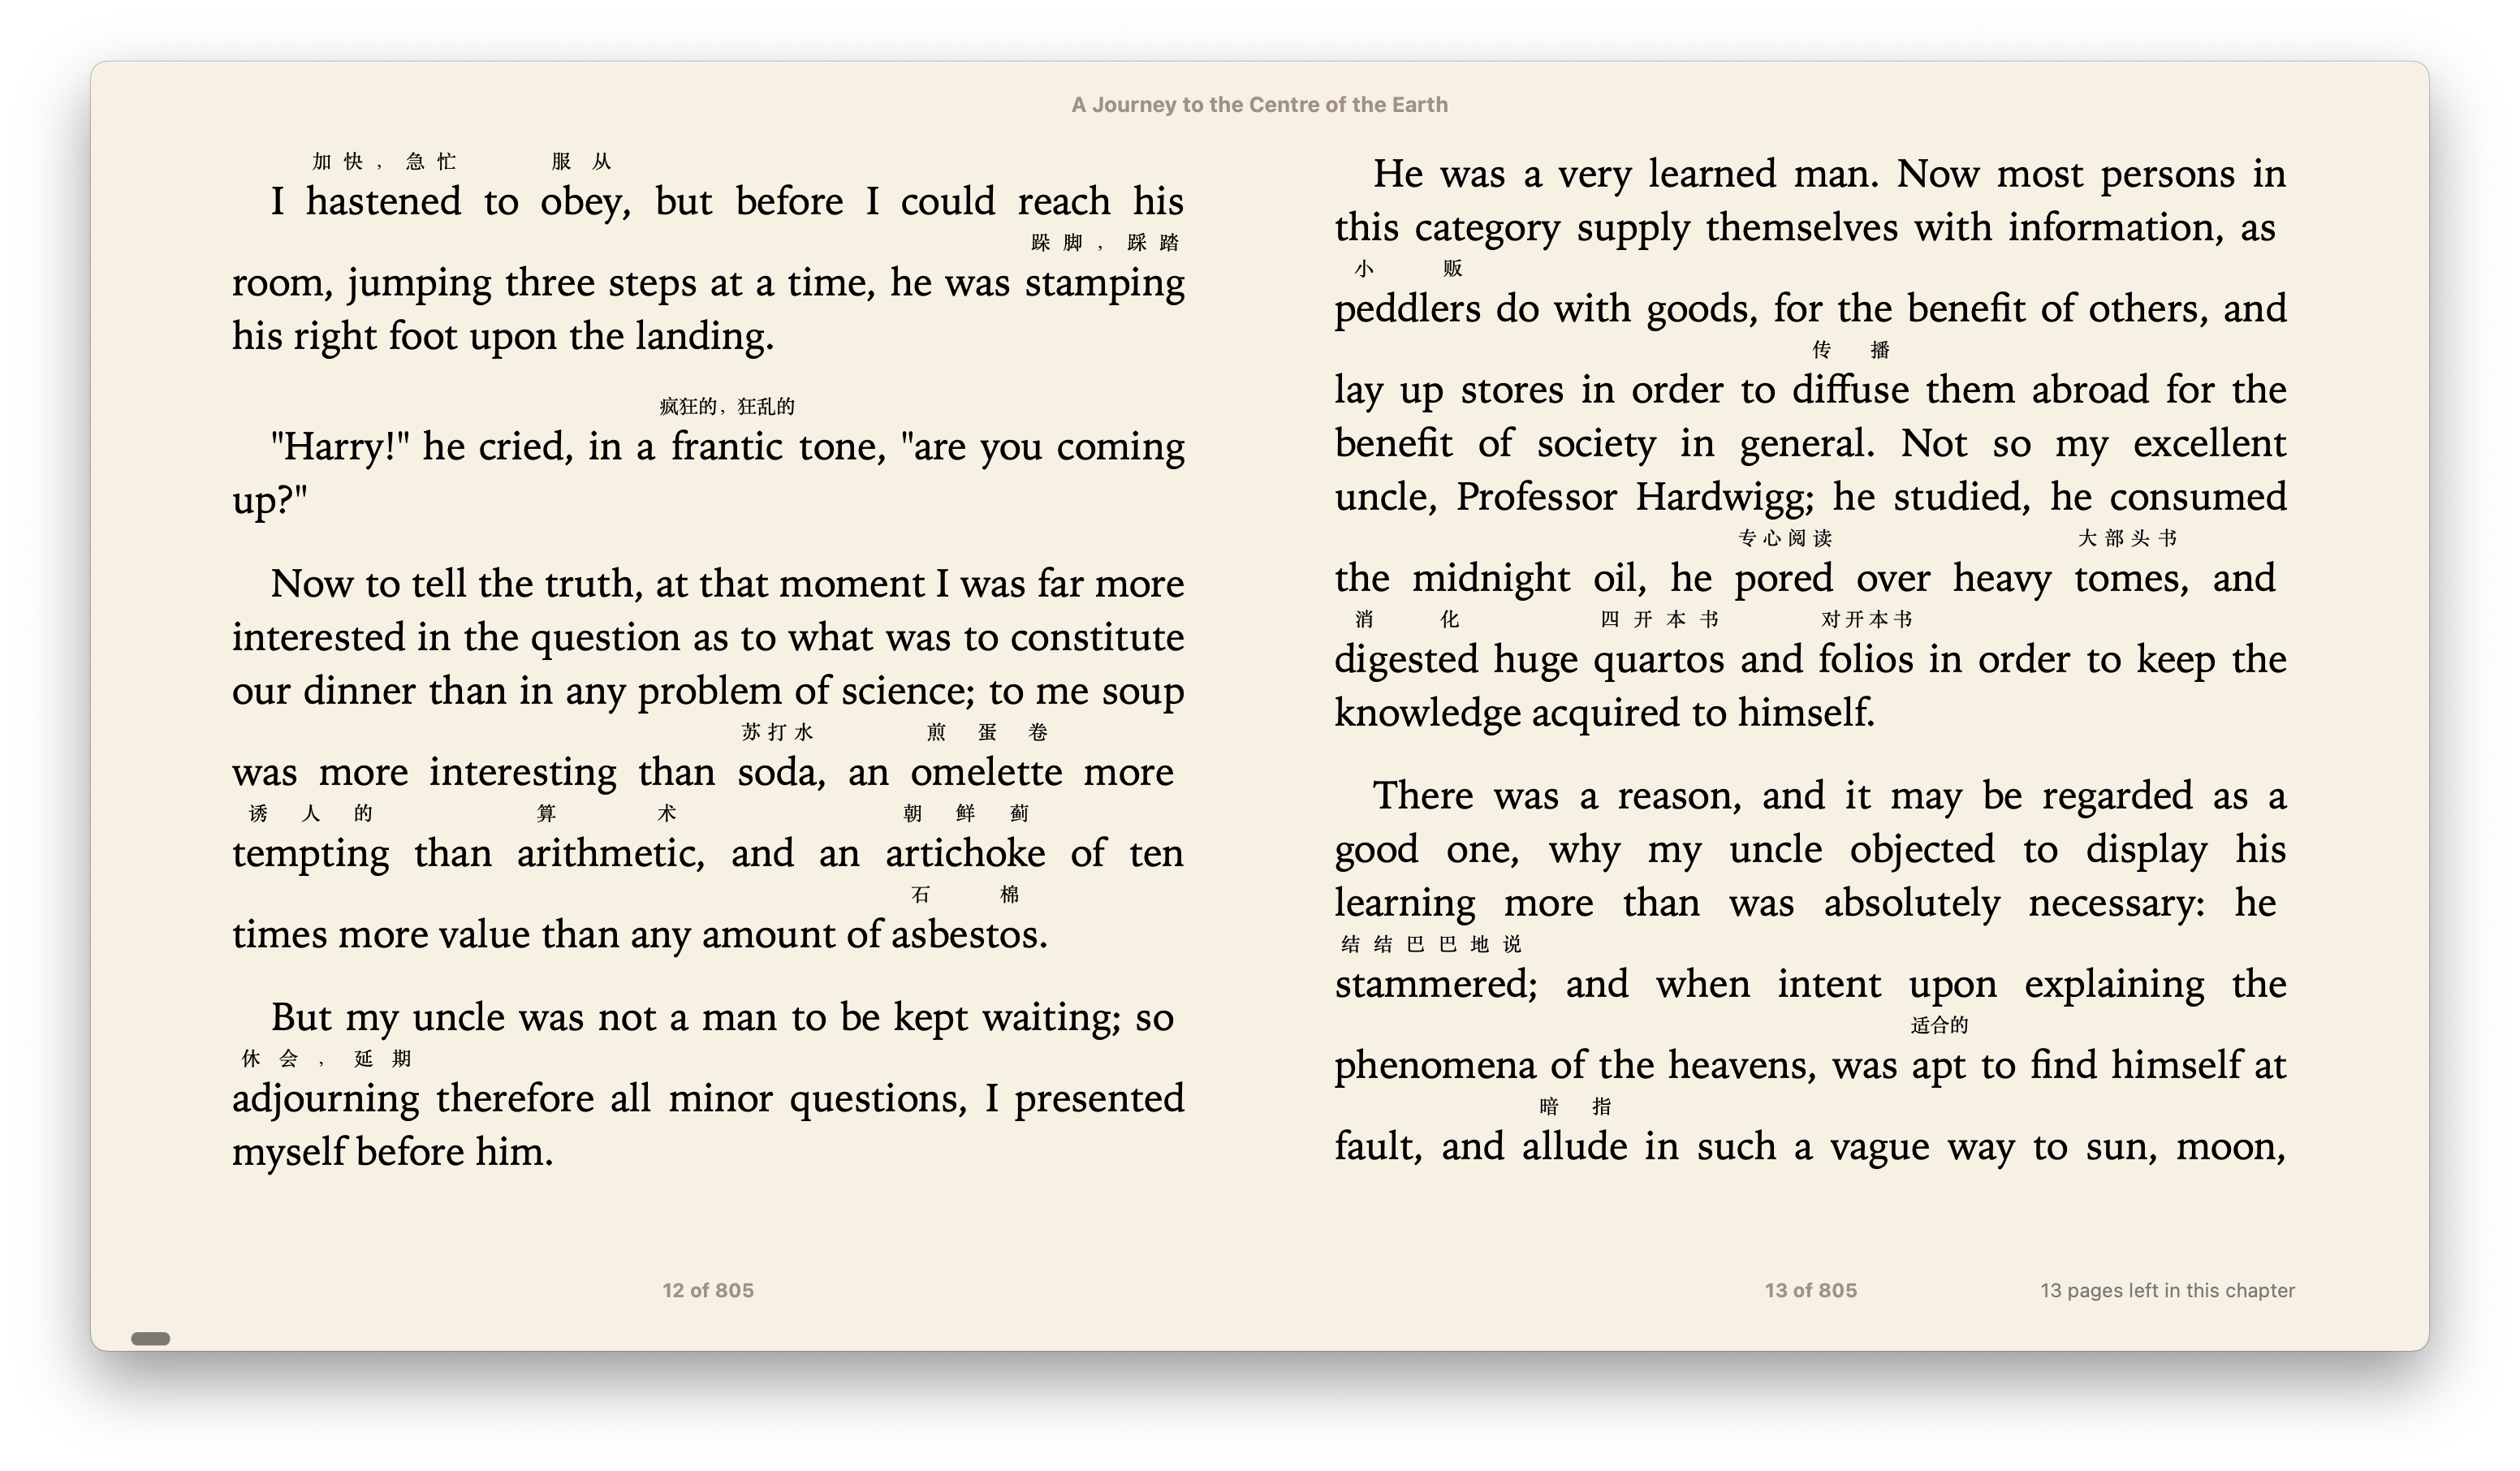 A Journey to the Centre of the Earth
加快，急忙 服从
I hastened to obey, but before I could reach his
跺脚，踩踏
room, jumping three steps at a time, he was stamping
his right foot upon the landing.
疯狂的，狂乱的
"Harry!" he cried, in a frantic tone, "are you coming
up?"
Now to tell the truth, at that moment I was far more
interested in the question as to what was to constitute
our dinner than in any problem of science; to me soup
苏打水 煎蛋卷
was more interesting than soda, an omelette more
诱人的 算术 朝鲜蓟
tempting than arithmetic, and an artichoke of ten
石棉
times more value than any amount of asbestos.
But my uncle was not a man to be kept waiting; so
休会，延期
adjourning therefore all minor questions, I presented
myself before him.
12 of 805
He was a very learned man. Now most persons in
this category supply themselves with information, as
小贩
peddlers do with goods, for the benefit of others, and
传播
lay up stores in order to diffuse them abroad for the
benefit of society in general. Not so my excellent
uncle, Professor Hardwigg; he studied, he consumed
专心阅读 大部头书
the midnight oil, he pored over heavy tomes, and
消化 四开本书 对开本书
digested huge quartos and folios in order to keep the
knowledge acquired to himself.
There was a reason, and it may be regarded as a
good one, why my uncle objected to display his
learning more than was absolutely necessary: he
结结巴巴地说
stammered; and when intent upon explaining the
适合的
phenomena of the heavens, was apt to find himself at
暗指
fault, and allude in such a vague way to sun, moon,
13 of 805
13 pages left in this chapter